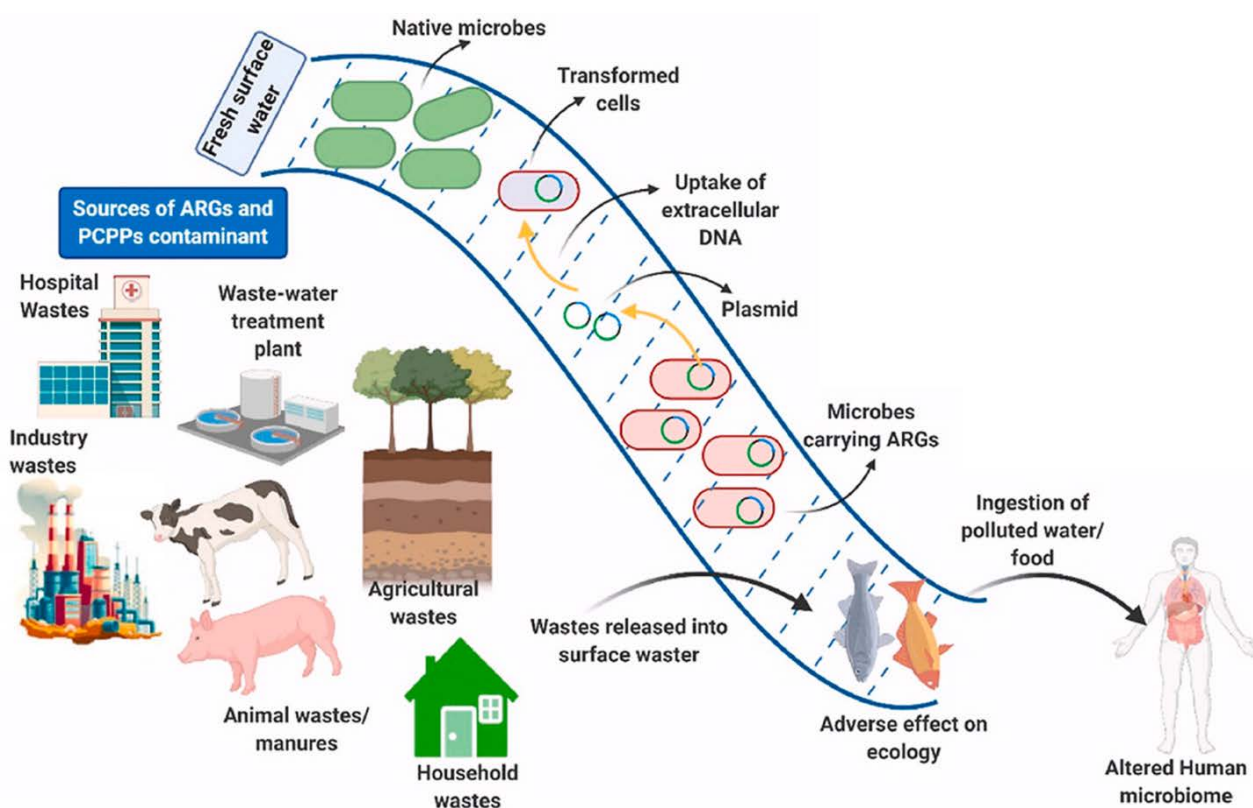 Fresh surface
water
Native microbes
Transformed
cells
Uptake of
extracellular
DNA
Plasmid
Sources of ARGs and
PCPPs contaminant
Hospital
Wastes
Waste-water
treatment
plant
Industry
wastes
Agricultural
wastes
Animal wastes/
manures
Household
wastes
Microbes
carrying ARGs
Wastes released into
surface waster
Adverse effect on
ecology
Ingestion of
polluted water/
food
Altered Human
microbiome